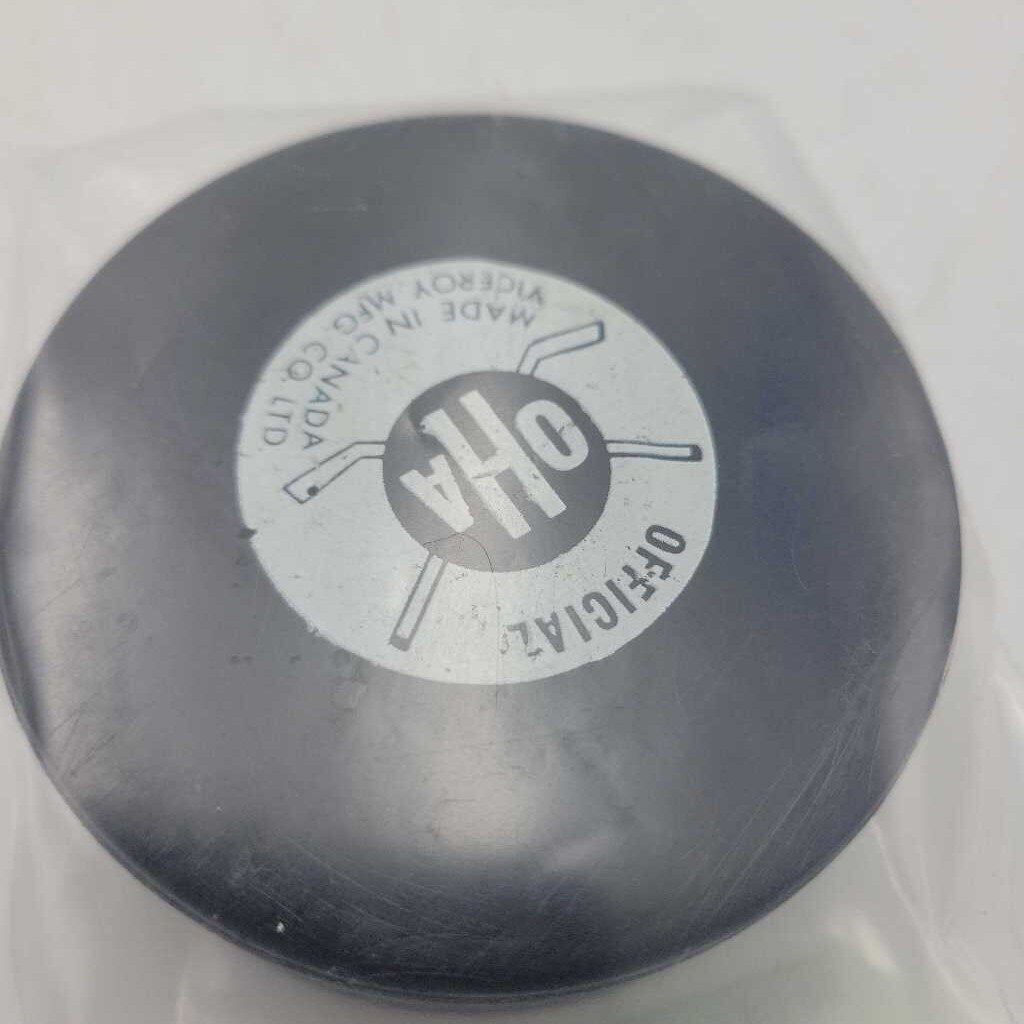 OFFICIAL
OHA
VICEROY MFG. CO. LTD.
MADE IN CANADA